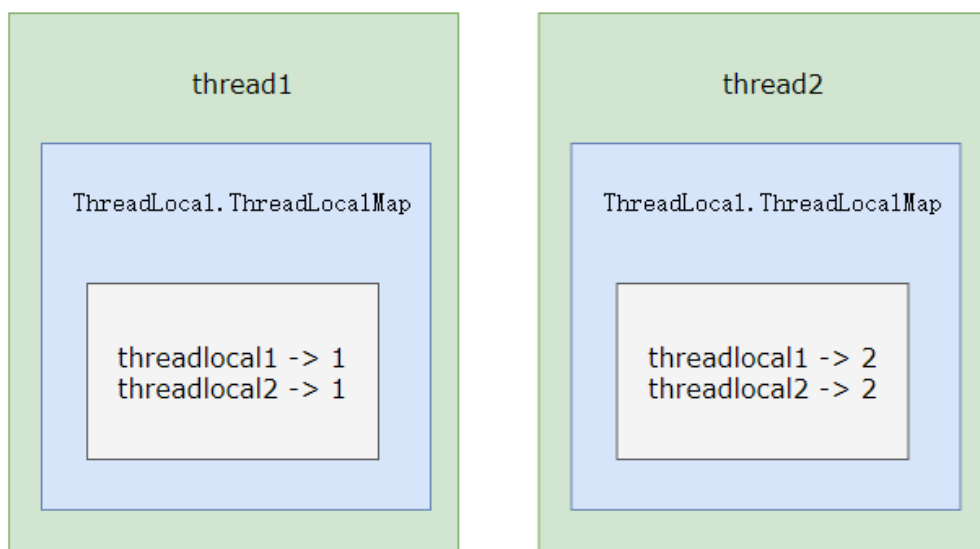 thread1
ThreadLocal.ThreadLocalMap
threadlocal1 -> 1
threadlocal2 -> 1
thread2
ThreadLocal.ThreadLocalMap
threadlocal1 -> 2
threadlocal2 -> 2